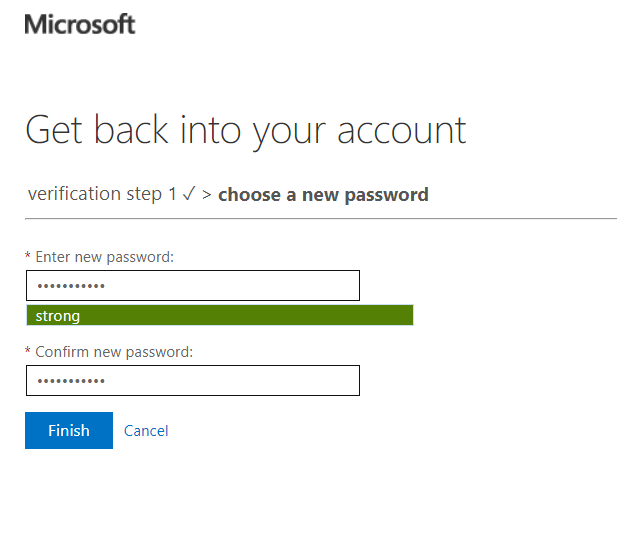 Microsoft
Get back into your account
verification step 1 ✓ > choose a new password
* Enter new password:
•••••••••••
strong
* Confirm new password:
•••••••••••
Finish Cancel